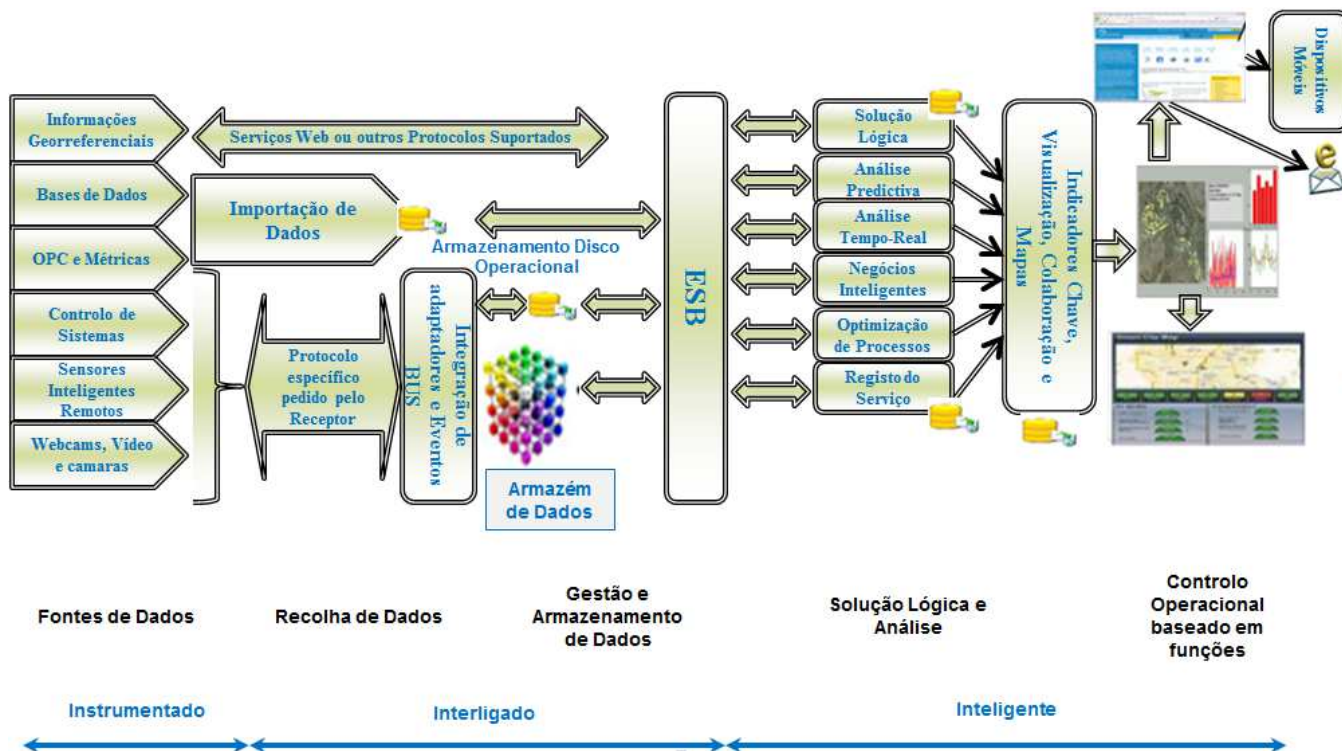 Informações
Georreferenciais
Bases de Dados
OPC e Métricas
Controlo de
Sistemas
Sensores
Inteligentes
Remotos
Webcams, Vídeo
e camaras
Serviços Web ou outros Protocolos Suportados
Importação de
Dados
Armazenamento Disco
Operacional
Protocolo
específico
pedido pelo
Receptor
Integração de
adaptadores e Eventos
BUS
Armazém
de Dados
ESB
Solução
Lógica
Análise
Predictiva
Análise
Tempo-Real
Negócios
Inteligentes
Optimização
de Processos
Registo do
Serviço
Indicadores Chave,
Visualização, Colaboração e
Mapas
Dispositivos
Móveis
e
Fontes de Dados
Recolha de Dados
Gestão e
Armazenamento
de Dados
Solução Lógica e
Análise
Controlo
Operacional
baseado em
funções
Instrumentado
Interligado
Inteligente